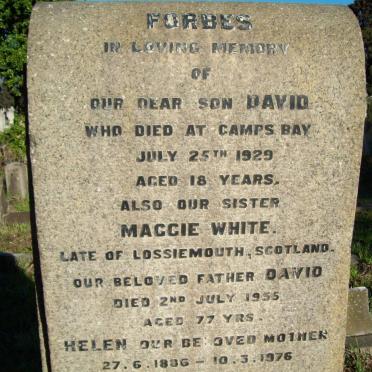 FORBES
IN LOVING MEMORY
OF
OUR DEAR SON DAVID
WHO DIED AT CAMPS BAY
JULY 25TH 1929
AGED 18 YEARS.
ALSO OUR SISTER
MAGGIE WHITE.
LATE OF LOSSIEMOUTH, SCOTLAND.
OUR BELOVED FATHER DAVID
DIED 2ND JULY 1955
AGED 77 YRS.
HELEN OUR BELOVED MOTHER
27.6.1886 - 10.3.1976